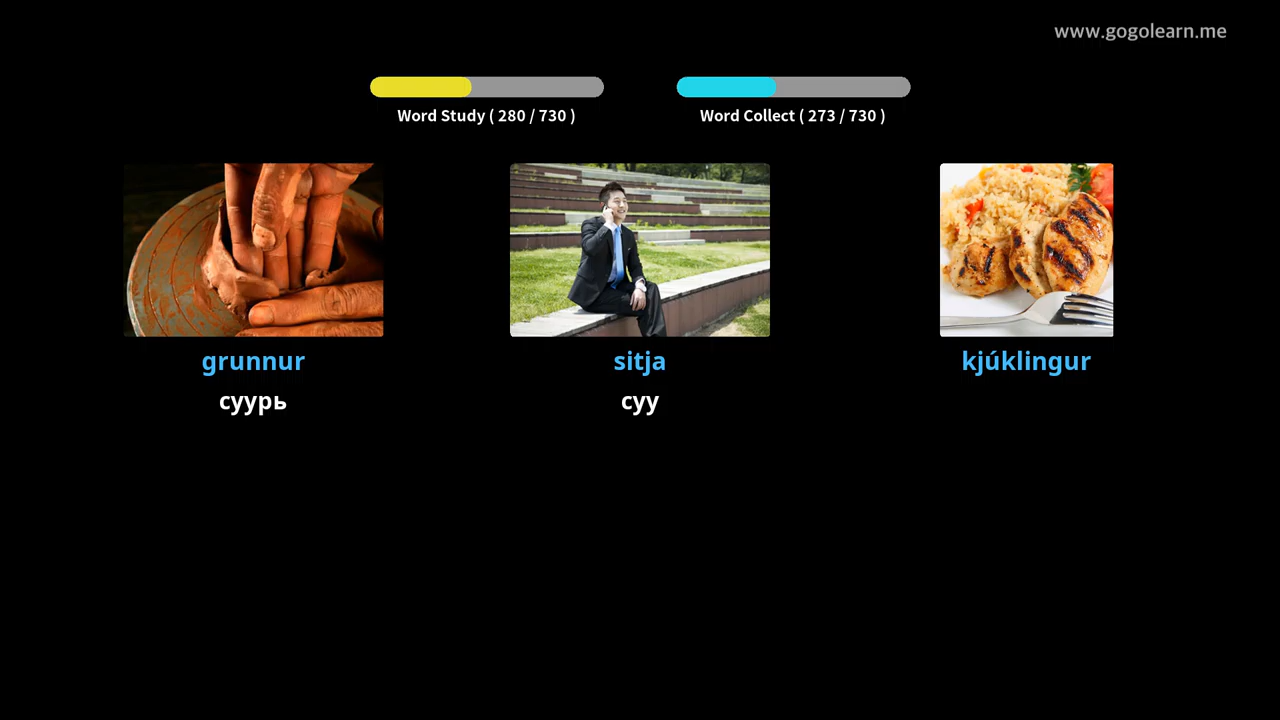 www.gogolearn.me
Word Study ( 280 / 730 )
Word Collect ( 273 / 730 )
grunnur
суурь
sitja
суу
kjúklingur